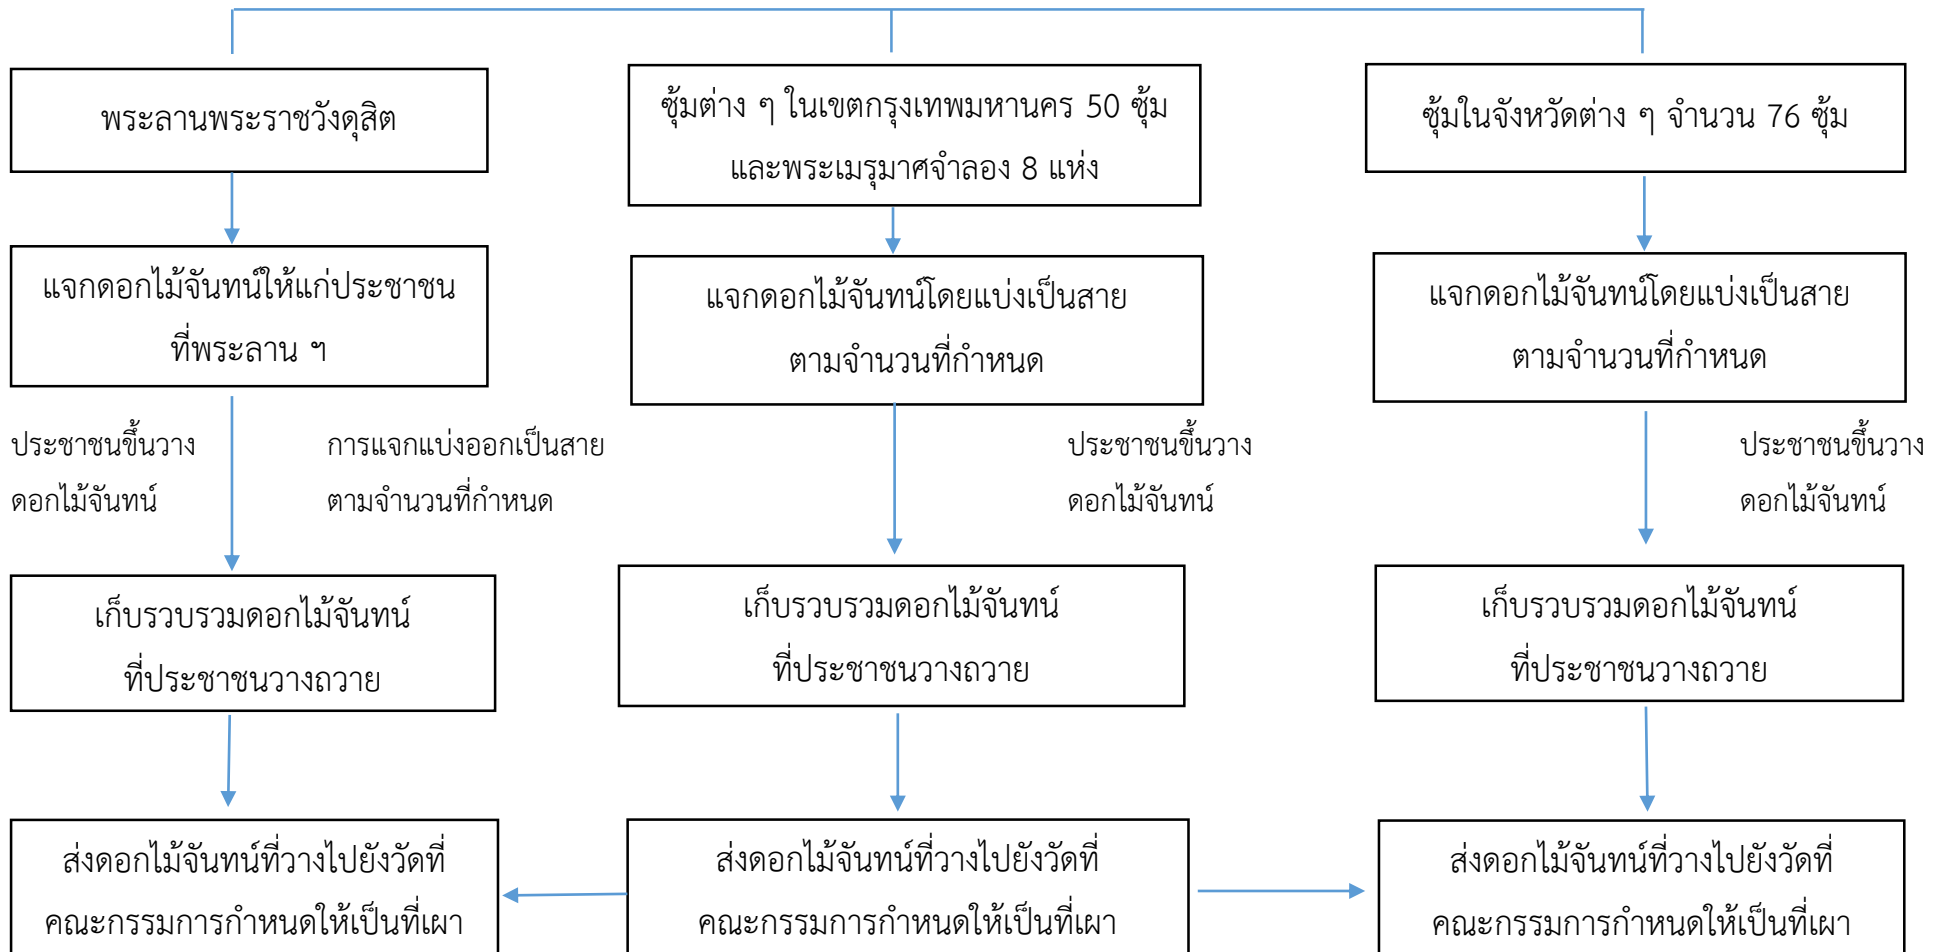 พระลานพระราชวังดุสิต
ซุ้มต่าง ๆ ในเขตกรุงเทพมหานคร 50 ซุ้ม
และพระเมรุมาศจำลอง 8 แห่ง
ซุ้มในจังหวัดต่าง ๆ จำนวน 76 ซุ้ม
แจกดอกไม้จันทน์ให้แก่ประชาชน
ที่พระลาน ฯ
แจกดอกไม้จันทน์โดยแบ่งเป็นสาย
ตามจำนวนที่กำหนด
แจกดอกไม้จันทน์โดยแบ่งเป็นสาย
ตามจำนวนที่กำหนด
ประชาชนขึ้นวาง
ดอกไม้จันทน์
การแจกแบ่งออกเป็นสาย
ตามจำนวนที่กำหนด
ประชาชนขึ้นวาง
ดอกไม้จันทน์
ประชาชนขึ้นวาง
ดอกไม้จันทน์
เก็บรวบรวมดอกไม้จันทน์
ที่ประชาชนวางถวาย
เก็บรวบรวมดอกไม้จันทน์
ที่ประชาชนวางถวาย
เก็บรวบรวมดอกไม้จันทน์
ที่ประชาชนวางถวาย
ส่งดอกไม้จันทน์ที่วางไปยังวัดที่
คณะกรรมการกำหนดให้เป็นที่เผา
ส่งดอกไม้จันทน์ที่วางไปยังวัดที่
คณะกรรมการกำหนดให้เป็นที่เผา
ส่งดอกไม้จันทน์ที่วางไปยังวัดที่
คณะกรรมการกำหนดให้เป็นที่เผา